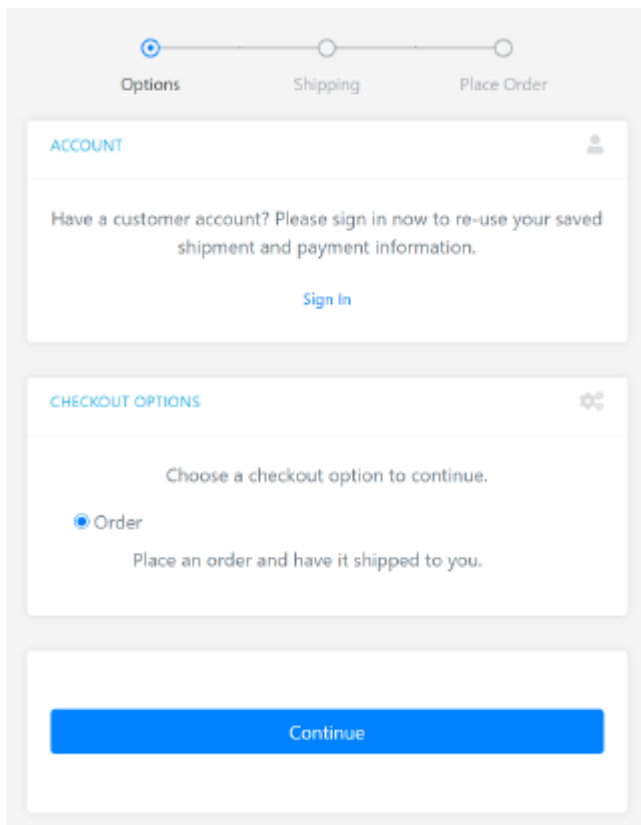 Options Shipping Place Order
ACCOUNT
Have a customer account? Please sign in now to re-use your saved
shipment and payment information.
Sign In
CHECKOUT OPTIONS
Choose a checkout option to continue.
Order
Place an order and have it shipped to you.
Continue